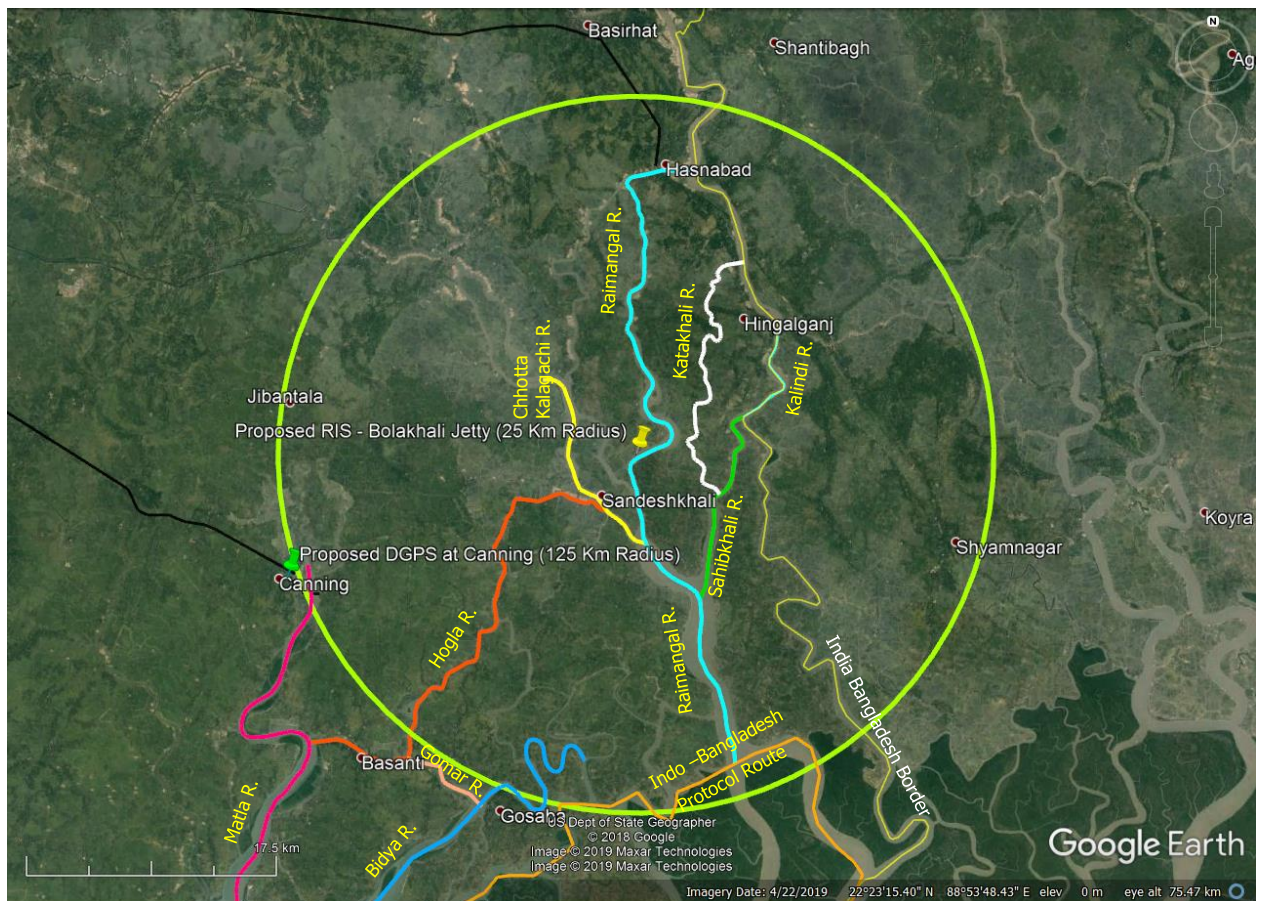 Basirhat
Shantibagh
N
Ag
Hasnabad
Raimangal R.
Katakhali R.
Hingalganj
Kalindi R.
Chhotta
Kalagachi R.
Jibantala
Proposed RIS - Bolakhali Jetty (25 Km Radius)
Sandeshkhali
Sahibkhali R.
Koyra
Shyamnagar
Proposed DGPS at Canning (125 Km Radius)
Canning
Hogla R.
Raimangal R.
India Bangladesh Border
Indo –Bangladesh
Protocol Route
Basanti
Gomar R.
Gosaba
Matla R.
Bidya R.
17.5 km
US Dept of State Geographer
© 2018 Google
Image © 2019 Maxar Technologies
Image © 2019 Maxar Technologies
Google Earth
Imagery Date: 4/22/2019 22°23'15.40" N 88°53'48.43" E elev 0 m eye alt 75.47 km